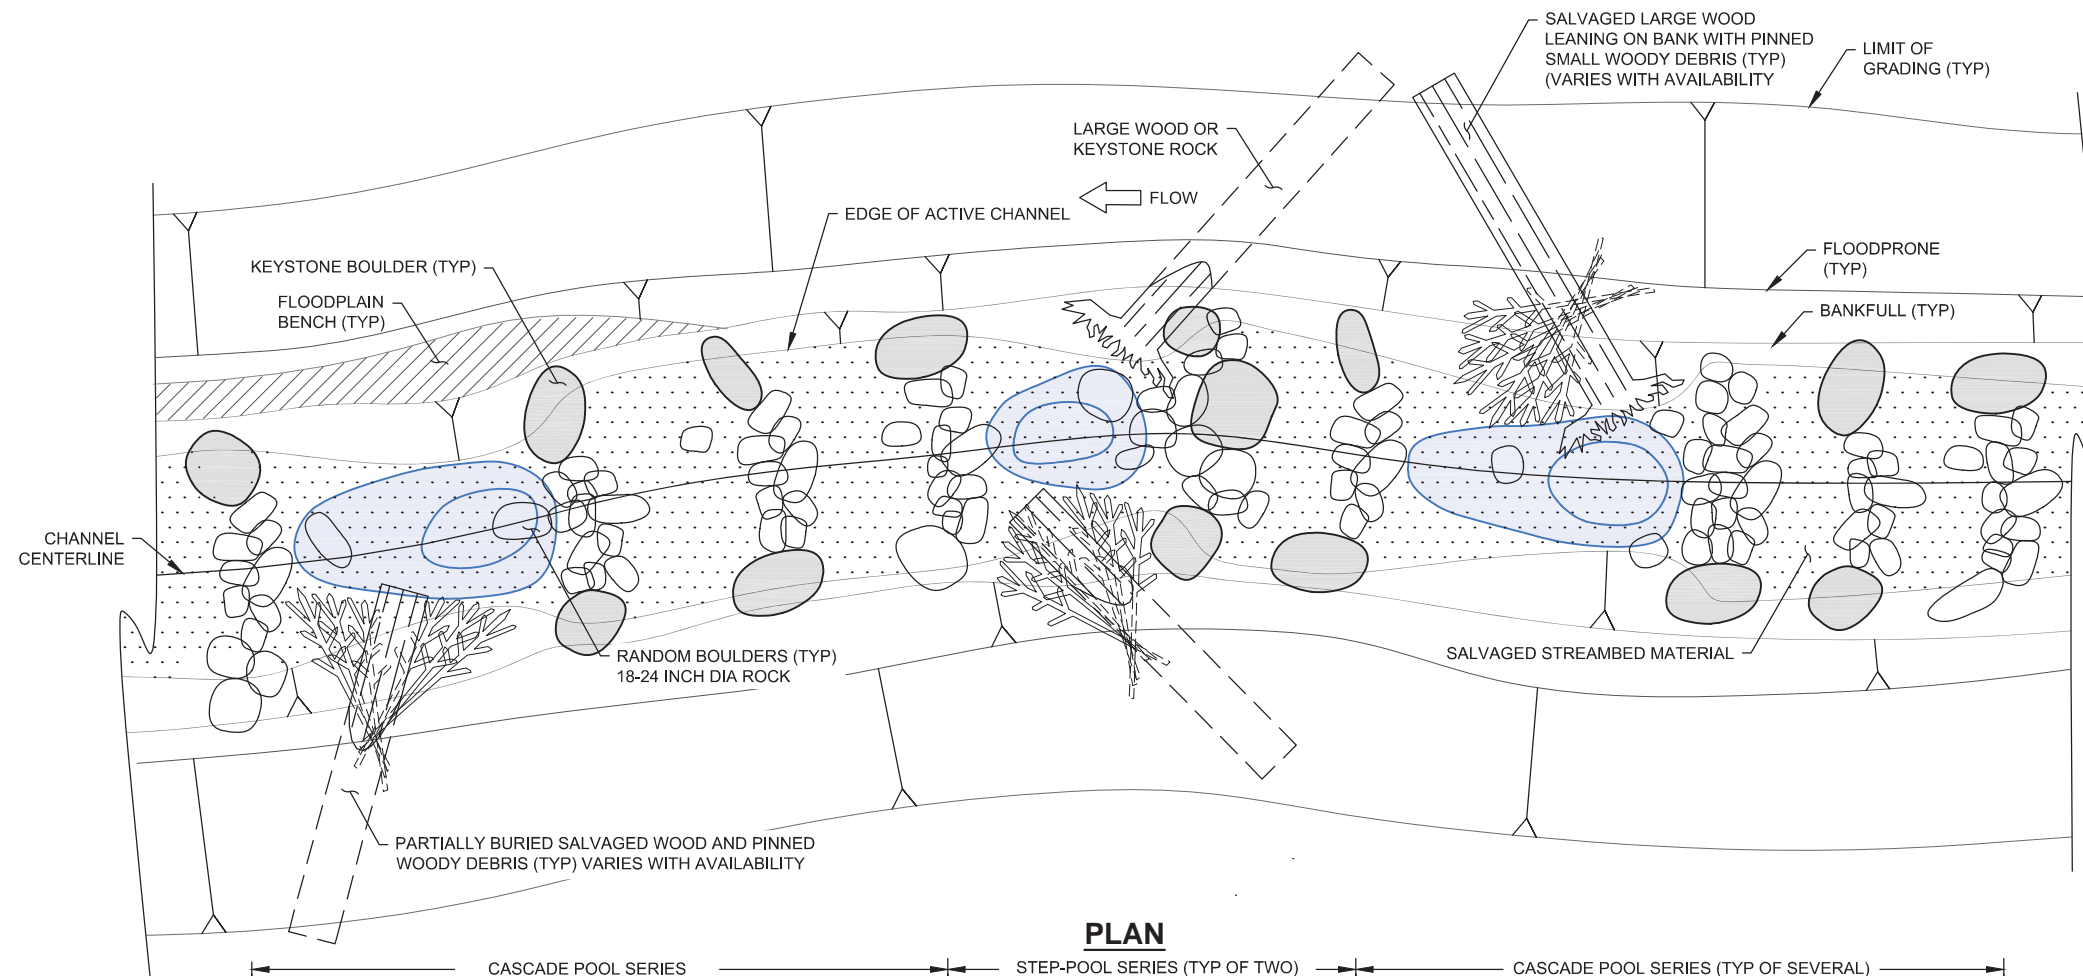 SALVAGED LARGE WOOD
LEANING ON BANK WITH PINNED
SMALL WOODY DEBRIS (TYP)
(VARIES WITH AVAILABILITY
LIMIT OF
GRADING (TYP)
LARGE WOOD OR
KEYSTONE ROCK
FLOW
EDGE OF ACTIVE CHANNEL
KEYSTONE BOULDER (TYP)
FLOODPLAIN
BENCH (TYP)
FLOODPRONE
(TYP)
BANKFULL (TYP)
CHANNEL
CENTERLINE
RANDOM BOULDERS (TYP)
18-24 INCH DIA ROCK
SALVAGED STREAMBED MATERIAL
PARTIALLY BURIED SALVAGED WOOD AND PINNED
WOODY DEBRIS (TYP) VARIES WITH AVAILABILITY
PLAN
CASCADE POOL SERIES
STEP-POOL SERIES (TYP OF TWO)
CASCADE POOL SERIES (TYP OF SEVERAL)